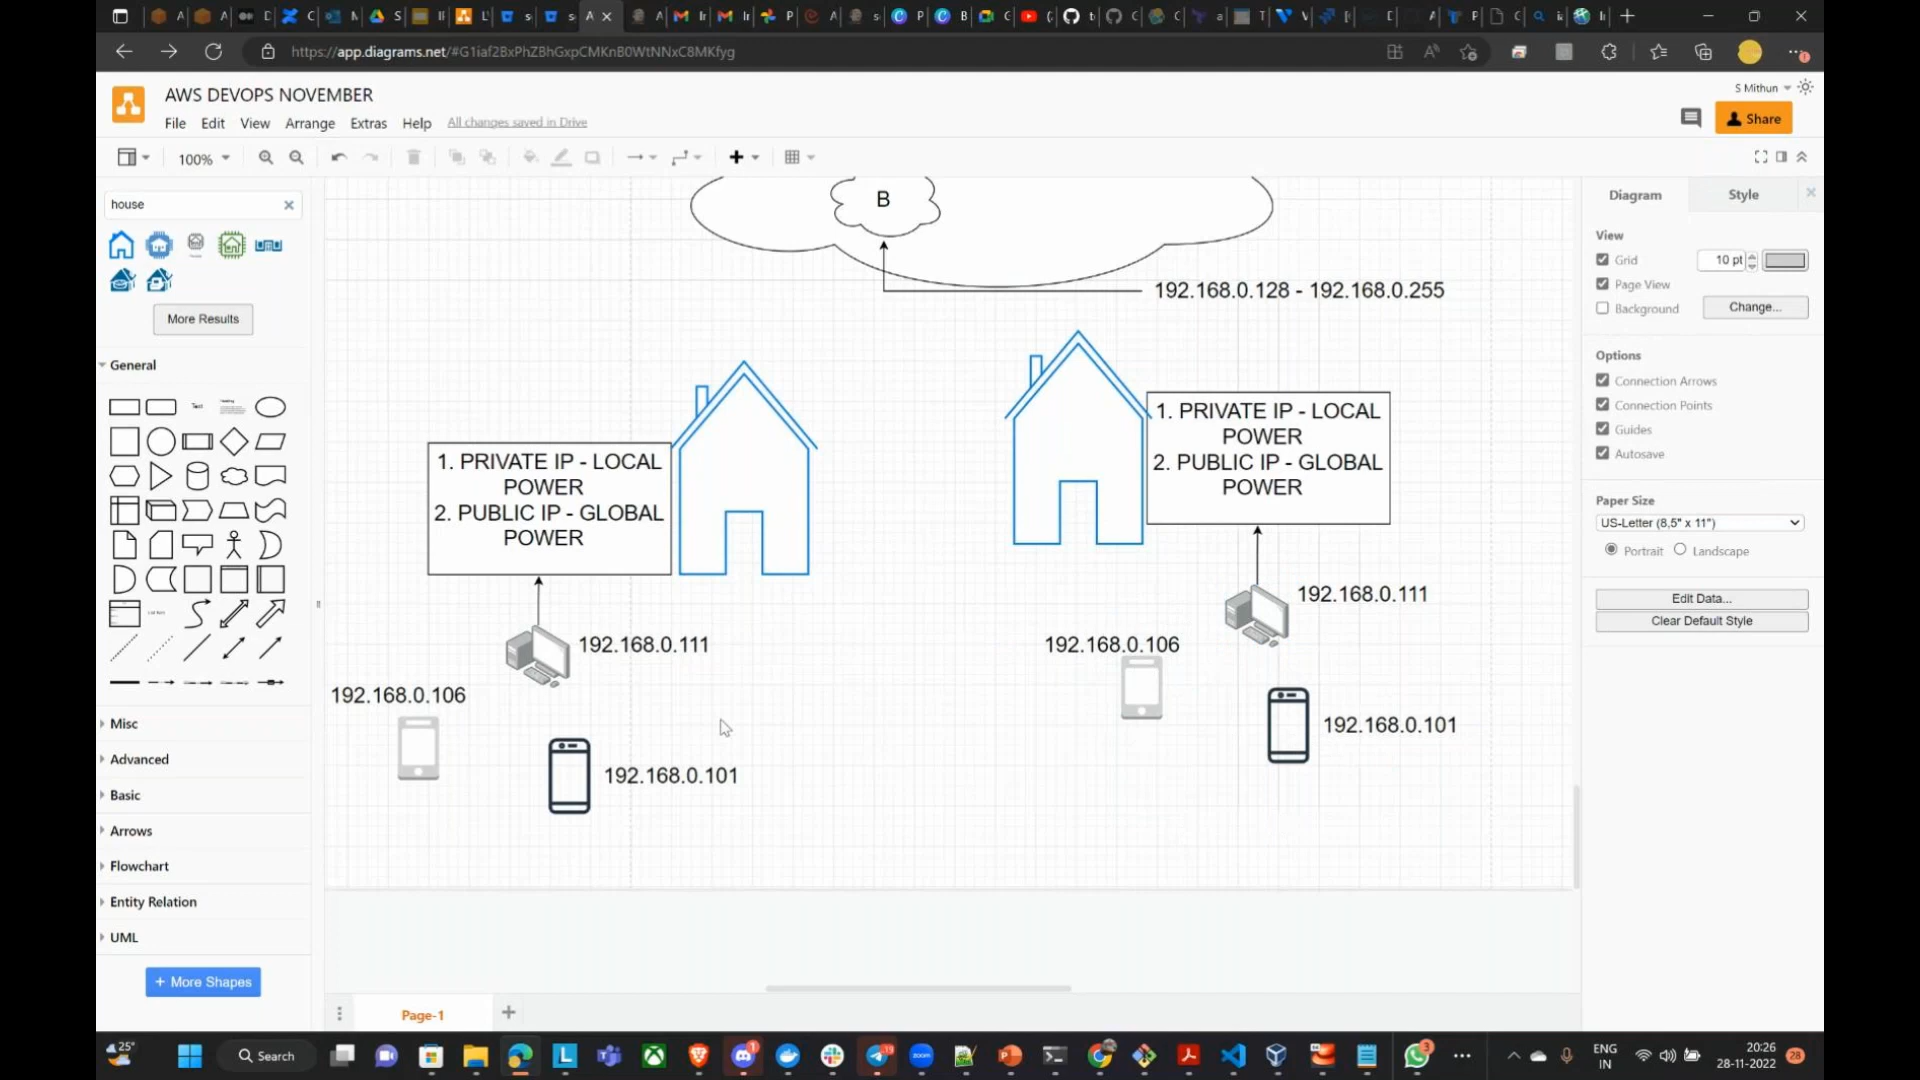 https://app.diagrams.net/#G1iaf2BxPhZBhGxpCMKnB0WtNNxC8MKfyg
AWS DEVOPS NOVEMBER
S Mithun
File Edit View Arrange Extras Help All changes saved in Drive
Share
100%
house
More Results
General
Text
Heading
Misc
Advanced
Basic
Arrows
Flowchart
Entity Relation
UML
+ More Shapes
B
192.168.0.128 - 192.168.0.255
1. PRIVATE IP - LOCAL
POWER
2. PUBLIC IP - GLOBAL
POWER
192.168.0.111
192.168.0.106
192.168.0.101
1. PRIVATE IP - LOCAL
POWER
2. PUBLIC IP - GLOBAL
POWER
192.168.0.111
192.168.0.106
192.168.0.101
Page-1
Diagram Style
View
Grid 10 pt
Page View
Background Change...
Options
Connection Arrows
Connection Points
Guides
Autosave
Paper Size
US-Letter (8,5" x 11")
Portrait Landscape
Edit Data...
Clear Default Style
25°
Search
zoom
ENG
IN
20:26
28-11-2022
28